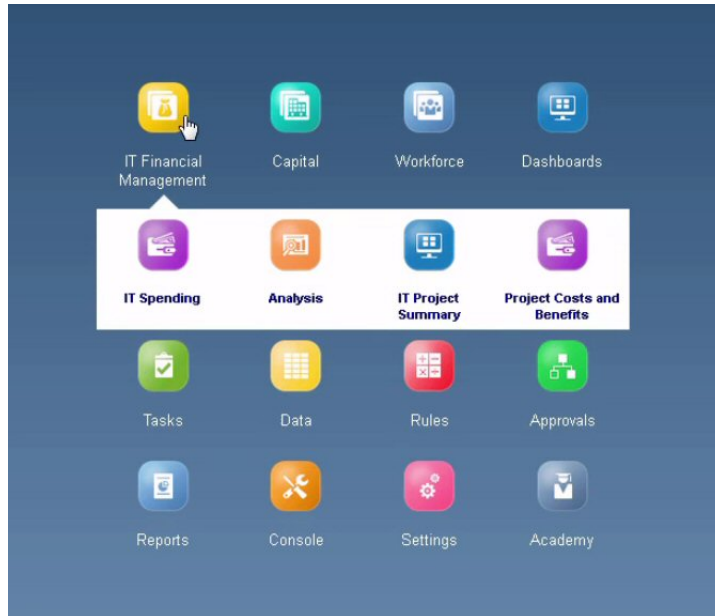 IT Financial
Management
Capital
Workforce
Dashboards
IT Spending
Analysis
IT Project
Summary
Project Costs and
Benefits
Tasks
Data
Rules
Approvals
Reports
Console
Settings
Academy